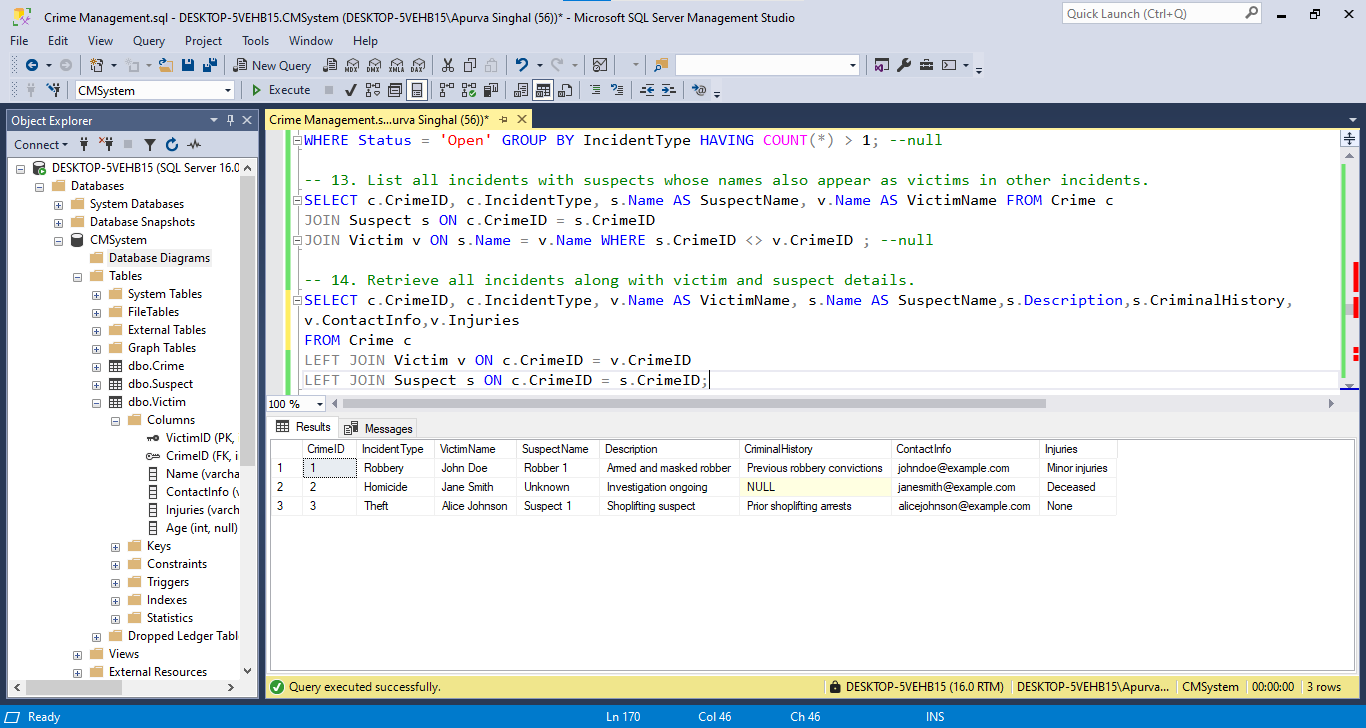 Crime Management.sql - DESKTOP-5VEHB15.CMSystem (DESKTOP-5VEHB15\Apurva Singhal (56))* - Microsoft SQL Server Management Studio
Quick Launch (Ctrl+Q)
File Edit View Query Project Tools Window Help
New Query MDX DMX XMLA DAX
CMSystem Execute
Object Explorer
Crime Management.s...urva Singhal (56))*
Connect
DESKTOP-5VEHB15 (SQL Server 16.0
Databases
System Databases
Database Snapshots
CMSystem
Database Diagrams
Tables
System Tables
FileTables
External Tables
Graph Tables
dbo.Crime
dbo.Suspect
dbo.Victim
Columns
VictimID (PK,
CrimeID (FK, i
Name (varcha
ContactInfo (v
Injuries (varch
Age (int, null)
Keys
Constraints
Triggers
Indexes
Statistics
Dropped Ledger Tabl
Views
External Resources
WHERE Status = 'Open' GROUP BY IncidentType HAVING COUNT(*) > 1; --null
-- 13. List all incidents with suspects whose names also appear as victims in other incidents.
SELECT c.CrimeID, c.IncidentType, s.Name AS SuspectName, v.Name AS VictimName FROM Crime c
JOIN Suspect s ON c.CrimeID = s.CrimeID
JOIN Victim v ON s.Name = v.Name WHERE s.CrimeID <> v.CrimeID ; --null
-- 14. Retrieve all incidents along with victim and suspect details.
SELECT c.CrimeID, c.IncidentType, v.Name AS VictimName, s.Name AS SuspectName,s.Description,s.CriminalHistory,
v.ContactInfo,v.Injuries
FROM Crime c
LEFT JOIN Victim v ON c.CrimeID = v.CrimeID
LEFT JOIN Suspect s ON c.CrimeID = s.CrimeID;
100 %
Results Messages
CrimeID IncidentType VictimName SuspectName Description CriminalHistory ContactInfo Injuries
1 1 Robbery John Doe Robber 1 Armed and masked robber Previous robbery convictions johndoe@example.com Minor injuries
2 2 Homicide Jane Smith Unknown Investigation ongoing NULL janesmith@example.com Deceased
3 3 Theft Alice Johnson Suspect 1 Shoplifting suspect Prior shoplifting arrests alicejohnson@example.com None
Query executed successfully. DESKTOP-5VEHB15 (16.0 RTM) DESKTOP-5VEHB15\Apurva... CMSystem 00:00:00 3 rows
Ready Ln 170 Col 46 Ch 46 INS